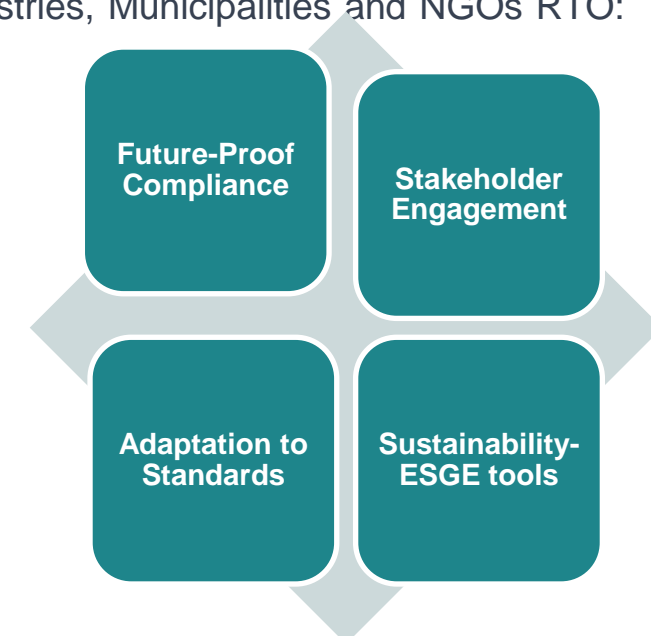 stries, Municipalities and NGOs RTO:
Future-Proof
Compliance
Stakeholder
Engagement
Adaptation to
Standards
Sustainability-
ESGE tools